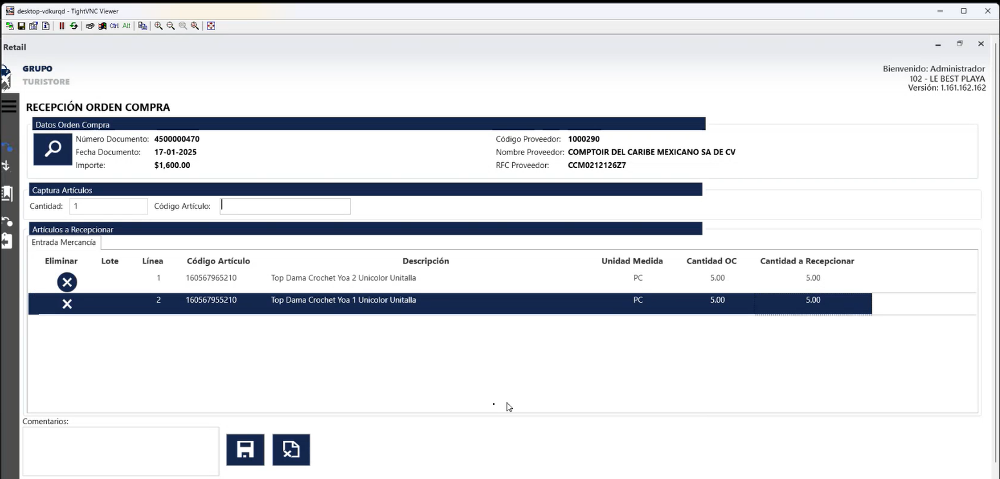 desktop-vdkurqd - TightVNC Viewer
Ctrl Alt
Retail
GRUPO
TURISTORE
Bienvenido: Administrador
102 - LE BEST PLAYA
Versión: 1.161.162.162
RECEPCIÓN ORDEN COMPRA
Datos Orden Compra
Número Documento: 4500000470 Código Proveedor: 1000290
Fecha Documento: 17-01-2025 Nombre Proveedor: COMPTOIR DEL CARIBE MEXICANO SA DE CV
Importe: $1,600.00 RFC Proveedor: CCM0212126Z7
Captura Artículos
Cantidad: 1 Código Artículo:
Artículos a Recepcionar
Entrada Mercancía
Eliminar Lote Línea Código Artículo Descripción Unidad Medida Cantidad OC Cantidad a Recepcionar
1 160567965210 Top Dama Crochet Yoa 2 Unicolor Unitalla PC 5.00 5.00
2 160567955210 Top Dama Crochet Yoa 1 Unicolor Unitalla PC 5.00 5.00
Comentarios: